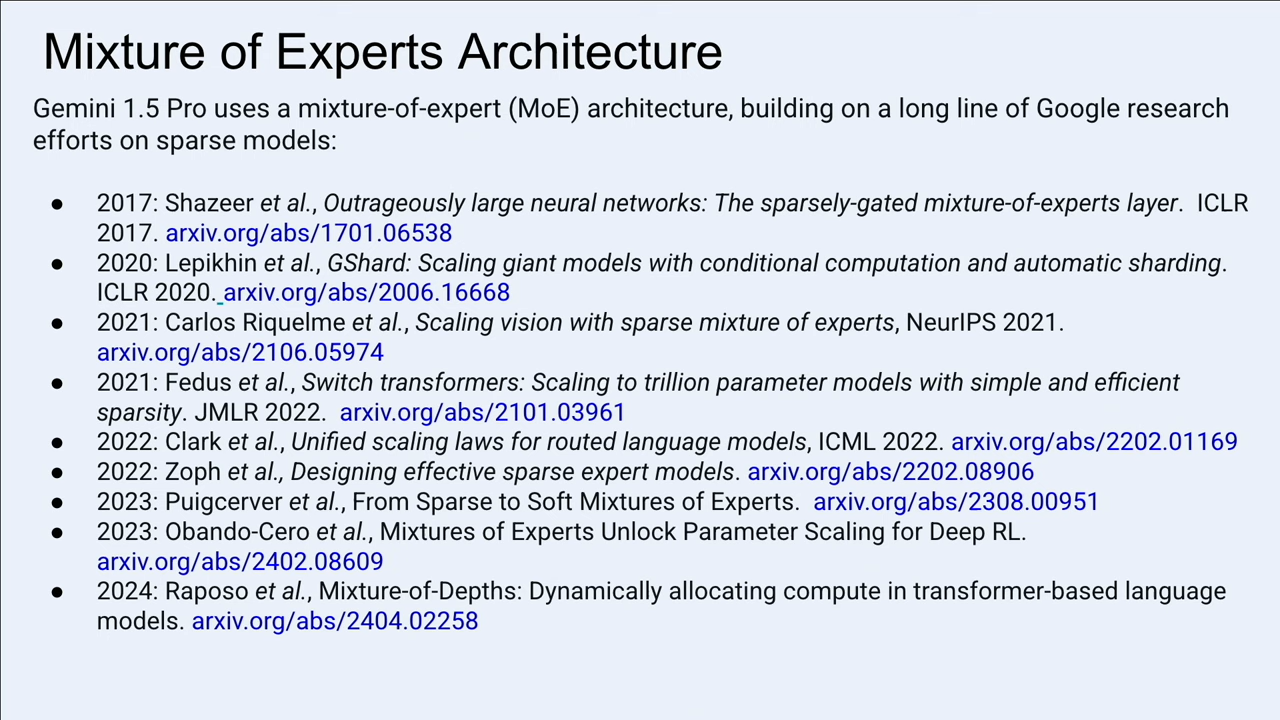 Mixture of Experts Architecture
Gemini 1.5 Pro uses a mixture-of-expert (MoE) architecture, building on a long line of Google research
efforts on sparse models:
● 2017: Shazeer et al., Outrageously large neural networks: The sparsely-gated mixture-of-experts layer. ICLR
2017. arxiv.org/abs/1701.06538
● 2020: Lepikhin et al., GShard: Scaling giant models with conditional computation and automatic sharding.
ICLR 2020. arxiv.org/abs/2006.16668
● 2021: Carlos Riquelme et al., Scaling vision with sparse mixture of experts, NeurIPS 2021.
arxiv.org/abs/2106.05974
● 2021: Fedus et al., Switch transformers: Scaling to trillion parameter models with simple and efficient
sparsity. JMLR 2022. arxiv.org/abs/2101.03961
● 2022: Clark et al., Unified scaling laws for routed language models, ICML 2022. arxiv.org/abs/2202.01169
● 2022: Zoph et al., Designing effective sparse expert models. arxiv.org/abs/2202.08906
● 2023: Puigcerver et al., From Sparse to Soft Mixtures of Experts. arxiv.org/abs/2308.00951
● 2023: Obando-Cero et al., Mixtures of Experts Unlock Parameter Scaling for Deep RL.
arxiv.org/abs/2402.08609
● 2024: Raposo et al., Mixture-of-Depths: Dynamically allocating compute in transformer-based language
models. arxiv.org/abs/2404.02258